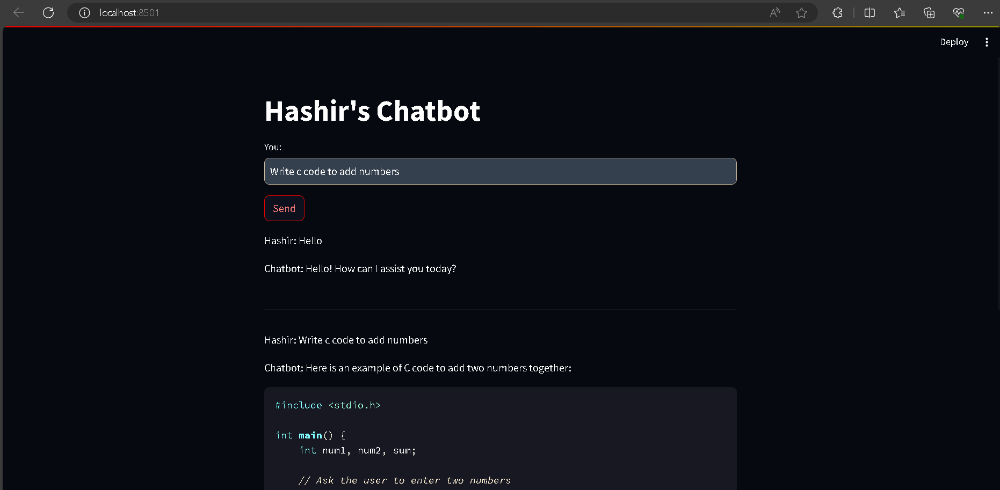 localhost:8501
Deploy
Hashir's Chatbot
You:
Write c code to add numbers
Send
Hashir: Hello
Chatbot: Hello! How can I assist you today?
Hashir: Write c code to add numbers
Chatbot: Here is an example of C code to add two numbers together:
#include <stdio.h>
int main() {
    int num1, num2, sum;
    // Ask the user to enter two numbers